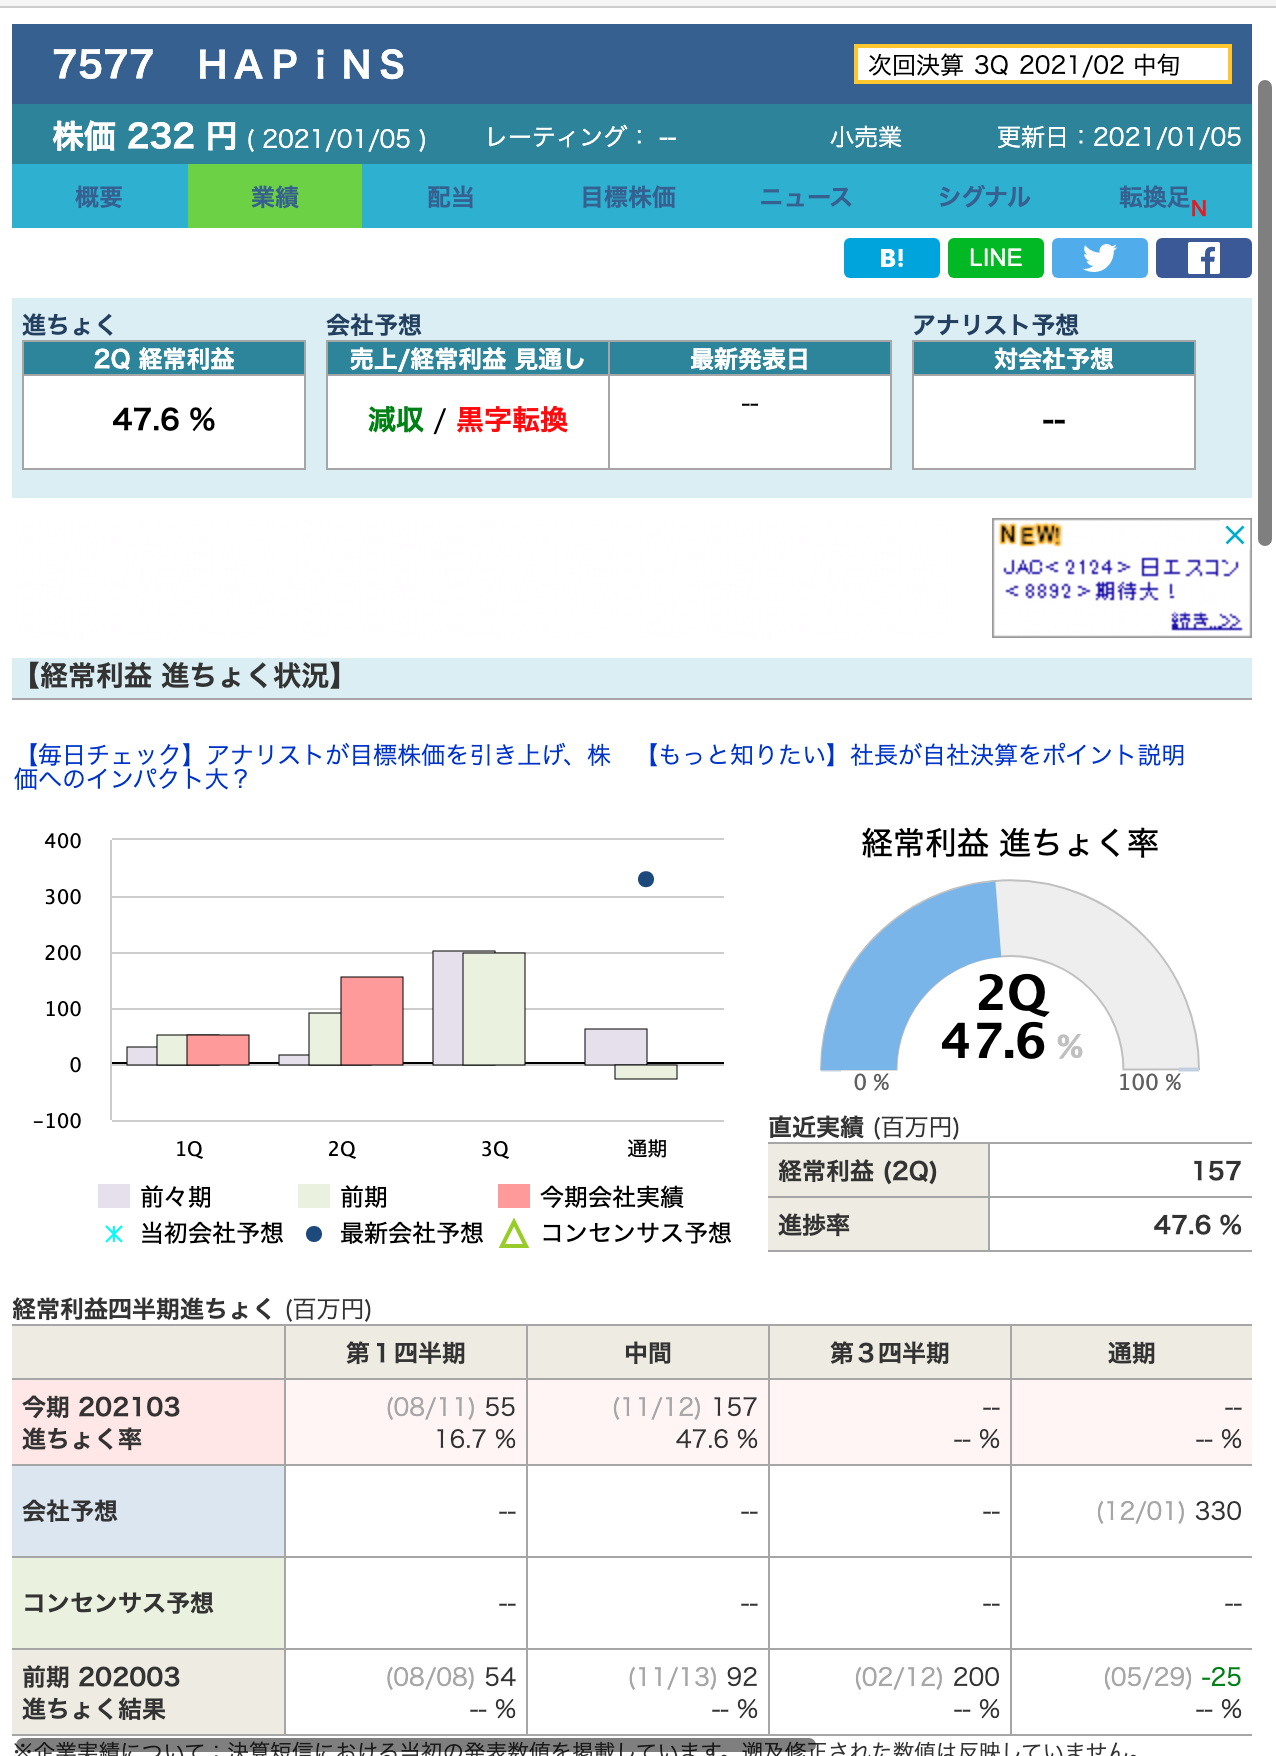 7577 HAPiNS
次回決算 3Q 2021/02 中旬
株価 232 円 ( 2021/01/05 ) レーティング： -- 小売業 更新日：2021/01/05
概要 業績 配当 目標株価 ニュース シグナル 転換足N
B! LINE
進ちょく 会社予想 アナリスト予想
2Q 経常利益 売上/経常利益 見通し 最新発表日 対会社予想
47.6 % 減収 / 黒字転換 -- --
NEW!
JAC<2124> 日エスコン
<8892>期待大！
続き..>>
【経常利益 進ちょく状況】
【毎日チェック】アナリストが目標株価を引き上げ、株
価へのインパクト大？
【もっと知りたい】社長が自社決算をポイント説明
400
300
200
100
0
-100
1Q 2Q 3Q 通期
前々期 前期 今期会社実績
当初会社予想 最新会社予想 コンセンサス予想
経常利益 進ちょく率
2Q
47.6 %
0 % 100 %
直近実績 (百万円)
経常利益 (2Q) 157
進捗率 47.6 %
経常利益四半期進ちょく (百万円)
第１四半期 中間 第３四半期 通期
今期 202103 (08/11) 55 (11/12) 157 -- --
進ちょく率 16.7 % 47.6 % -- % -- %
会社予想 -- -- -- (12/01) 330
コンセンサス予想 -- -- -- --
前期 202003 (08/08) 54 (11/13) 92 (02/12) 200 (05/29) -25
進ちょく結果 -- % -- % -- % -- %
※企業実績について：決算短信における当初の発表数値を掲載しています。遡及修正された数値は反映していません。